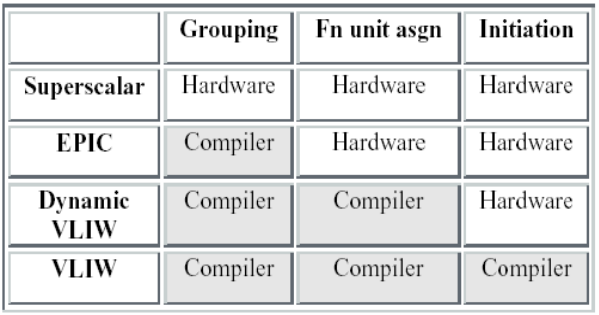 Grouping Fn unit asgn Initiation
Superscalar Hardware Hardware Hardware
EPIC Compiler Hardware Hardware
Dynamic VLIW Compiler Compiler Hardware
VLIW Compiler Compiler Compiler